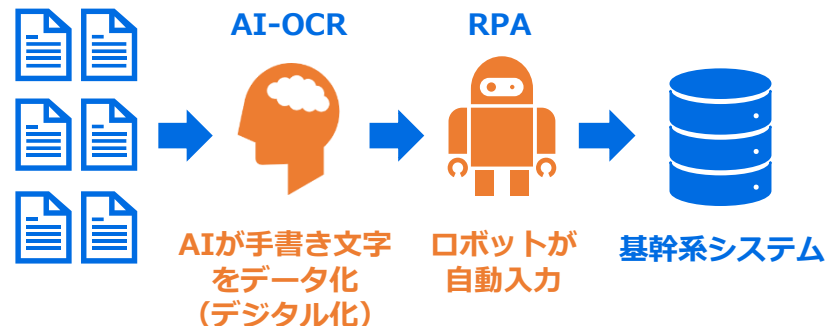 AI-OCR
RPA
AIが手書き文字
をデータ化
（デジタル化）
ロボットが
自動入力
基幹系システム